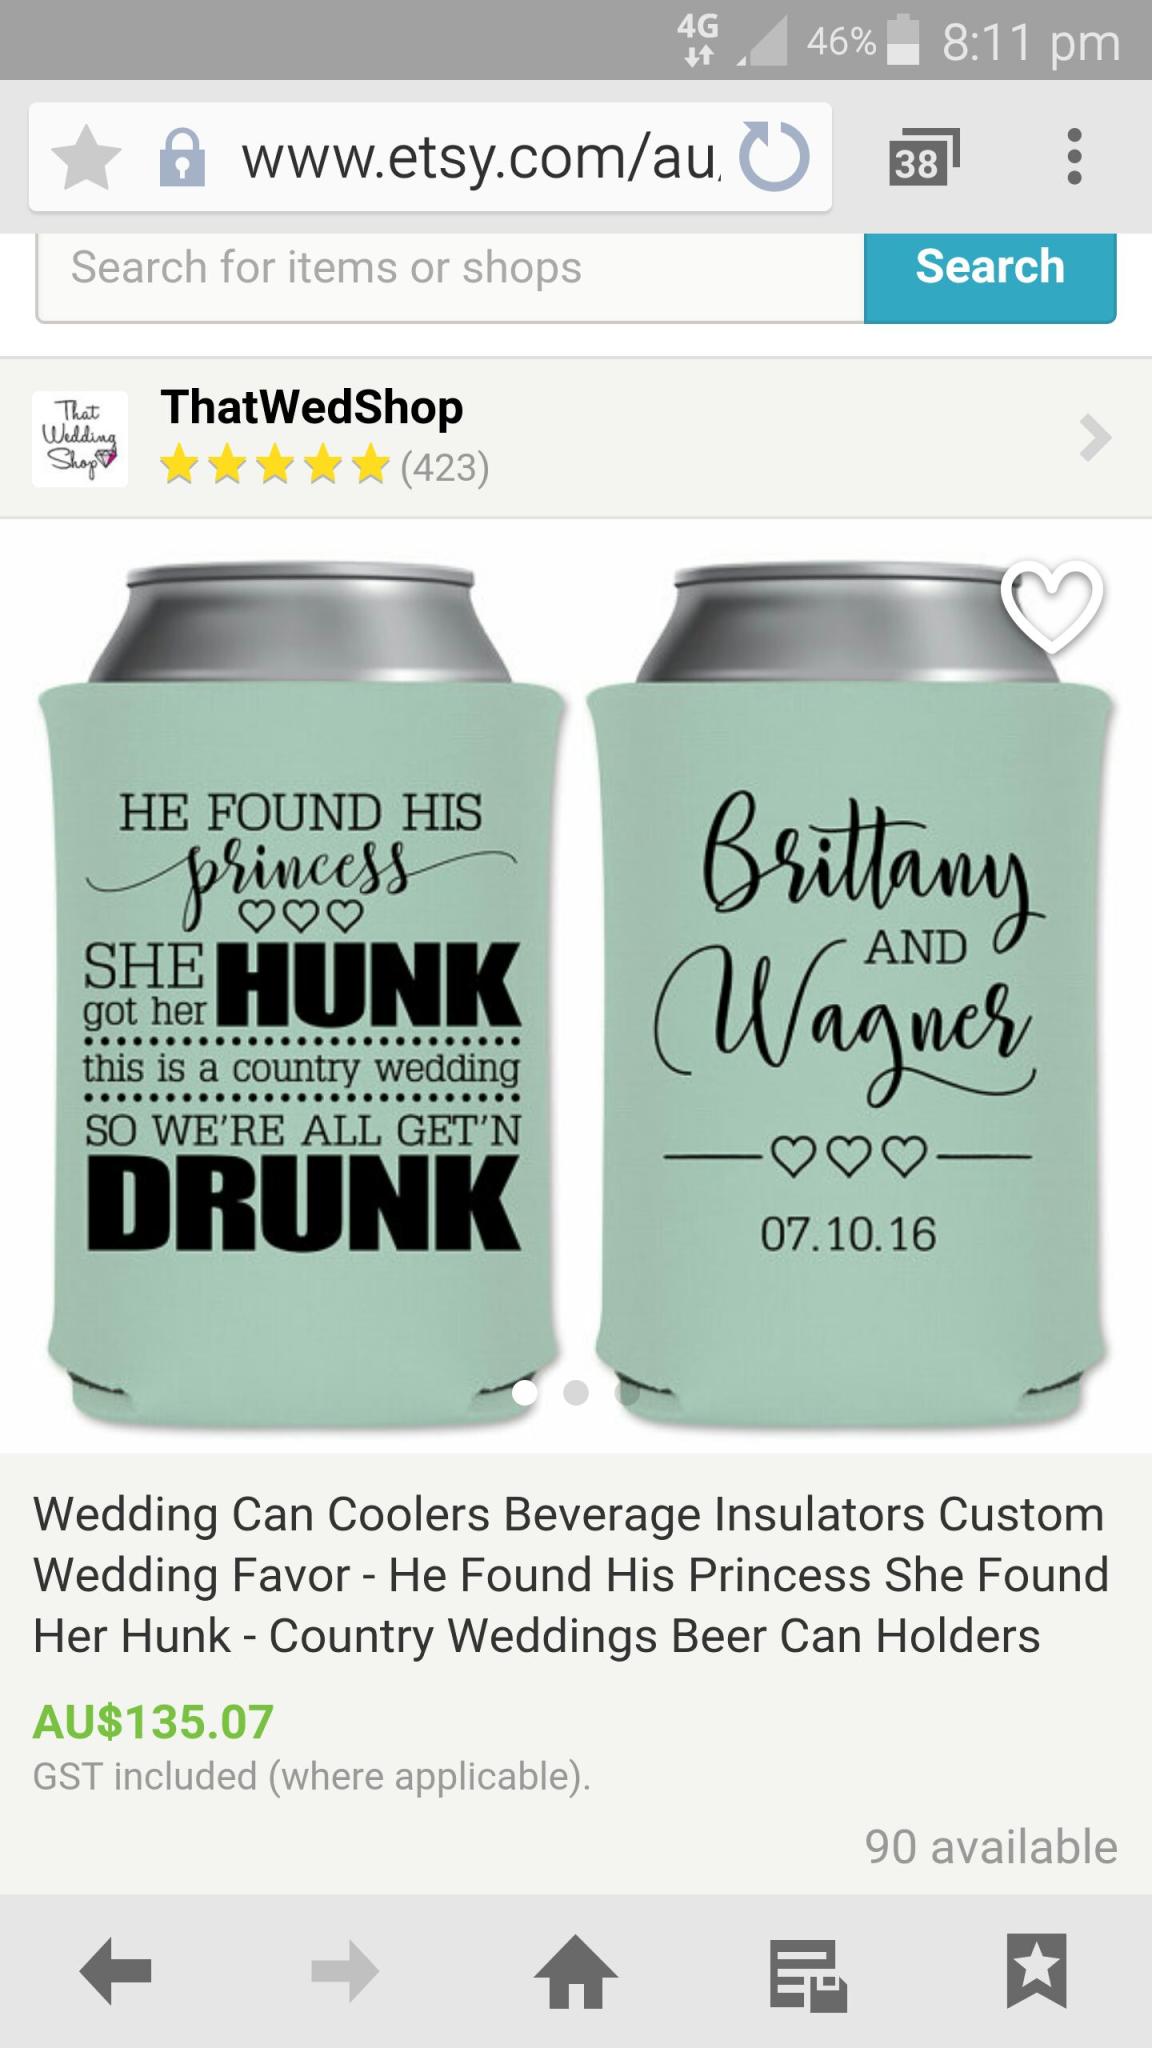 4G 46% 8:11 pm
www.etsy.com/au
38
Search for items or shops
Search
That
Wedding
Shop
ThatWedShop
(423)
HE FOUND HIS
princess
SHE
got her HUNK
this is a country wedding
SO WE'RE ALL GET'N
DRUNK
Brittany
AND
Wagner
07.10.16
Wedding Can Coolers Beverage Insulators Custom
Wedding Favor - He Found His Princess She Found
Her Hunk - Country Weddings Beer Can Holders
AU$135.07
GST included (where applicable).
90 available